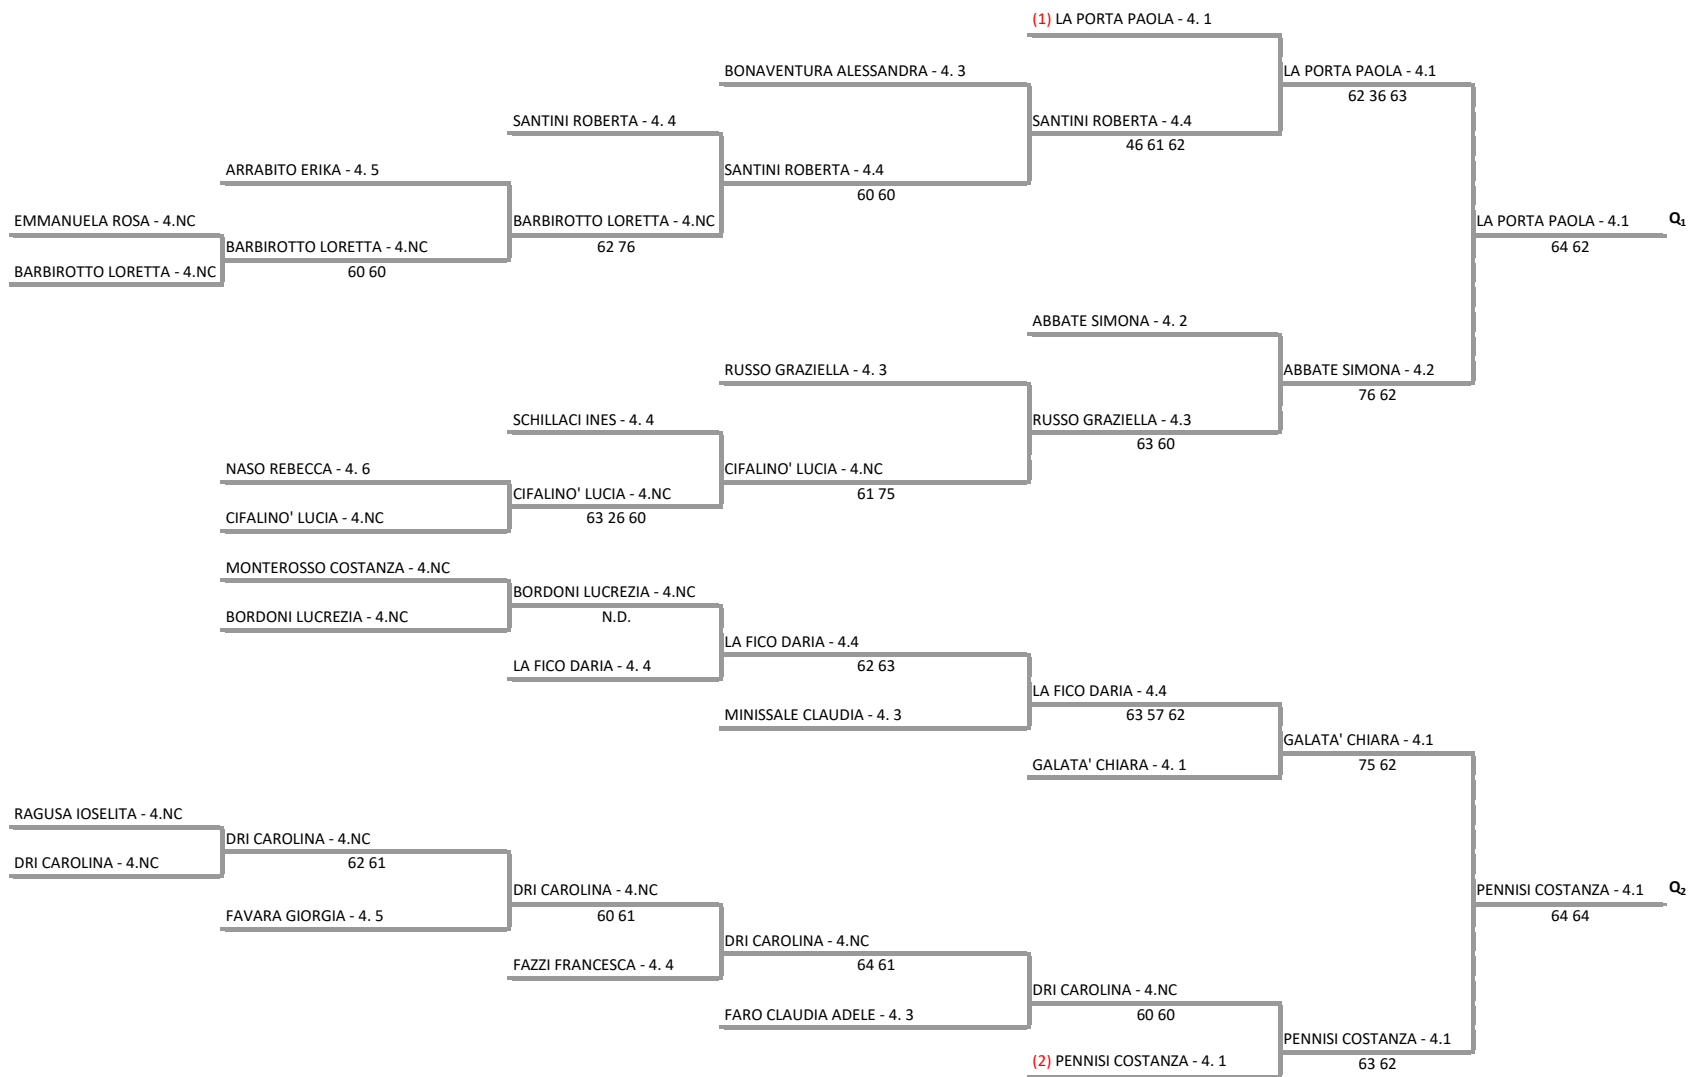 (1) LA PORTA PAOLA - 4. 1
BONAVENTURA ALESSANDRA - 4. 3
LA PORTA PAOLA - 4.1
62 36 63
SANTINI ROBERTA - 4. 4
SANTINI ROBERTA - 4.4
46 61 62
ARRABITO ERIKA - 4. 5
SANTINI ROBERTA - 4.4
60 60
EMMANUELA ROSA - 4.NC
BARBIROTTO LORETTA - 4.NC
62 76
LA PORTA PAOLA - 4.1
Q1
64 62
BARBIROTTO LORETTA - 4.NC
60 60
BARBIROTTO LORETTA - 4.NC
ABBATE SIMONA - 4. 2
RUSSO GRAZIELLA - 4. 3
ABBATE SIMONA - 4.2
76 62
SCHILLACI INES - 4. 4
RUSSO GRAZIELLA - 4.3
63 60
NASO REBECCA - 4. 6
CIFALINO' LUCIA - 4.NC
61 75
CIFALINO' LUCIA - 4.NC
63 26 60
CIFALINO' LUCIA - 4.NC
MONTEROSSO COSTANZA - 4.NC
BORDONI LUCREZIA - 4.NC
N.D.
BORDONI LUCREZIA - 4.NC
LA FICO DARIA - 4.4
62 63
LA FICO DARIA - 4. 4
LA FICO DARIA - 4.4
63 57 62
MINISSALE CLAUDIA - 4. 3
GALATA' CHIARA - 4.1
75 62
GALATA' CHIARA - 4. 1
RAGUSA IOSELITA - 4.NC
DRI CAROLINA - 4.NC
62 61
DRI CAROLINA - 4.NC
DRI CAROLINA - 4.NC
60 61
PENNISI COSTANZA - 4.1
Q2
64 64
FAVARA GIORGIA - 4. 5
DRI CAROLINA - 4.NC
64 61
FAZZI FRANCESCA - 4. 4
DRI CAROLINA - 4.NC
60 60
FARO CLAUDIA ADELE - 4. 3
PENNISI COSTANZA - 4.1
63 62
(2) PENNISI COSTANZA - 4. 1